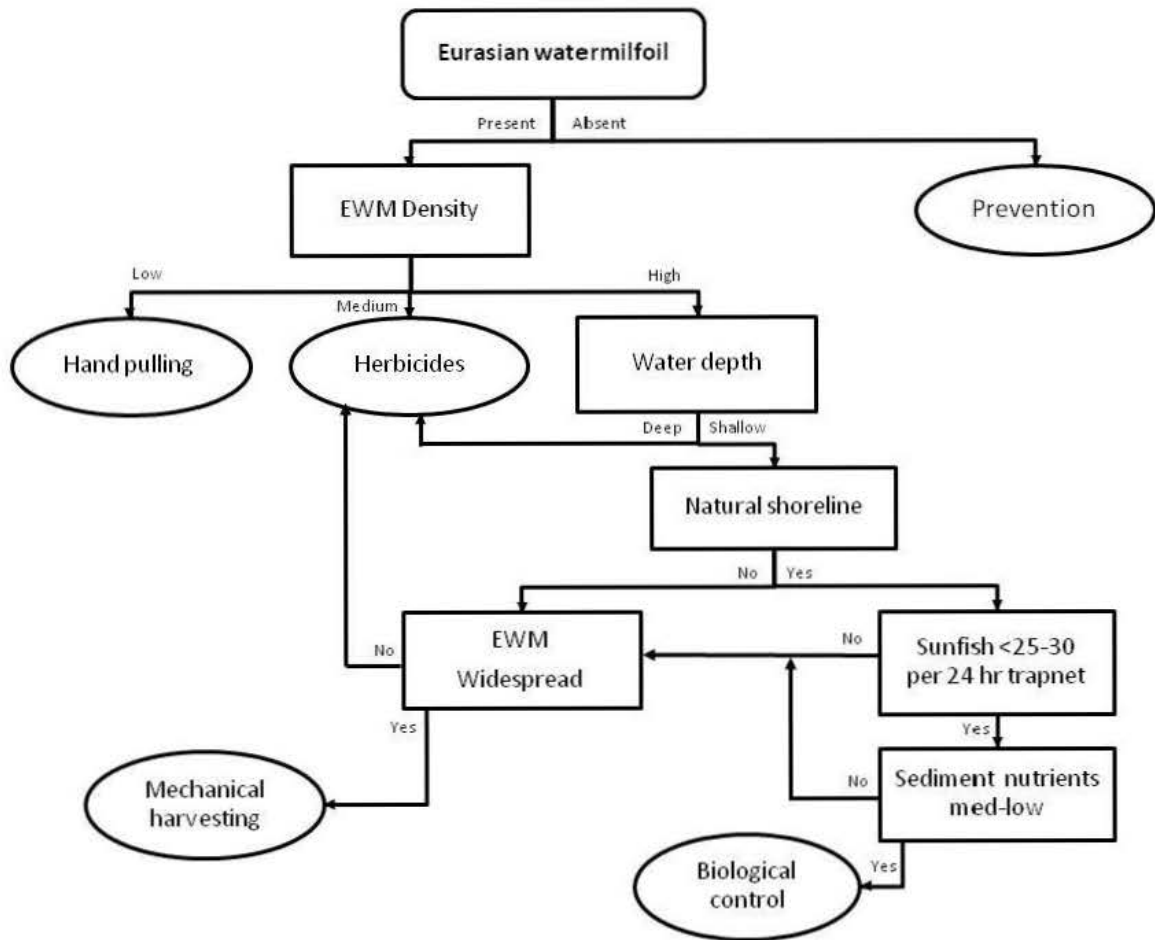 Eurasian watermilfoil
Present Absent
EWM Density
Prevention
Low
High
Medium
Hand pulling
Herbicides
Water depth
Deep Shallow
Natural shoreline
No Yes
EWM
Widespread
No
No
Sunfish <25-30
per 24 hr trapnet
Yes
Yes
Mechanical
harvesting
No
Sediment nutrients
med-low
Yes
Biological
control